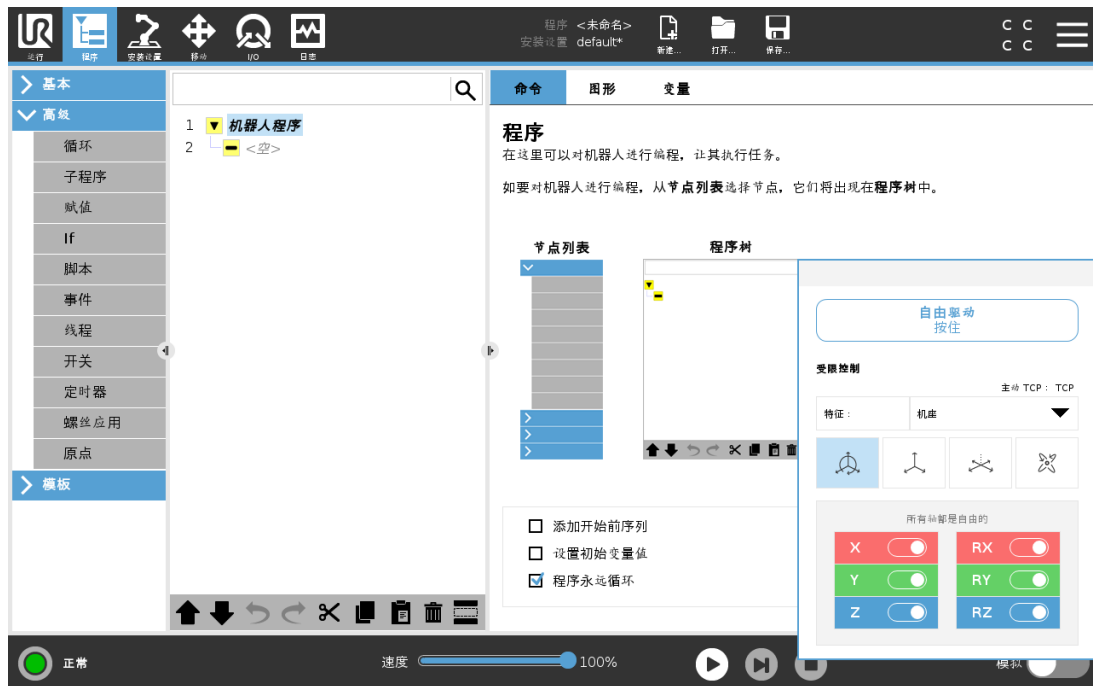 程序 <未命名>
安装设置 default*
运行 程序 安装设置 移动 I/O 日志 新建... 打开... 保存...
C C
C C
基本
高级
循环
子程序
赋值
If
脚本
事件
线程
开关
定时器
螺丝应用
原点
模板
1 机器人程序
2 <空>
命令 图形 变量
程序
在这里可以对机器人进行编程，让其执行任务。
如要对机器人进行编程，从节点列表选择节点，它们将出现在程序树中。
节点列表 程序树
添加开始前序列
设置初始变量值
程序永远循环
自由驱动
按住
受限控制
主动 TCP： TCP
特征： 机座
所有轴都是自由的
X RX
Y RY
Z RZ
正常 速度 100% 模拟